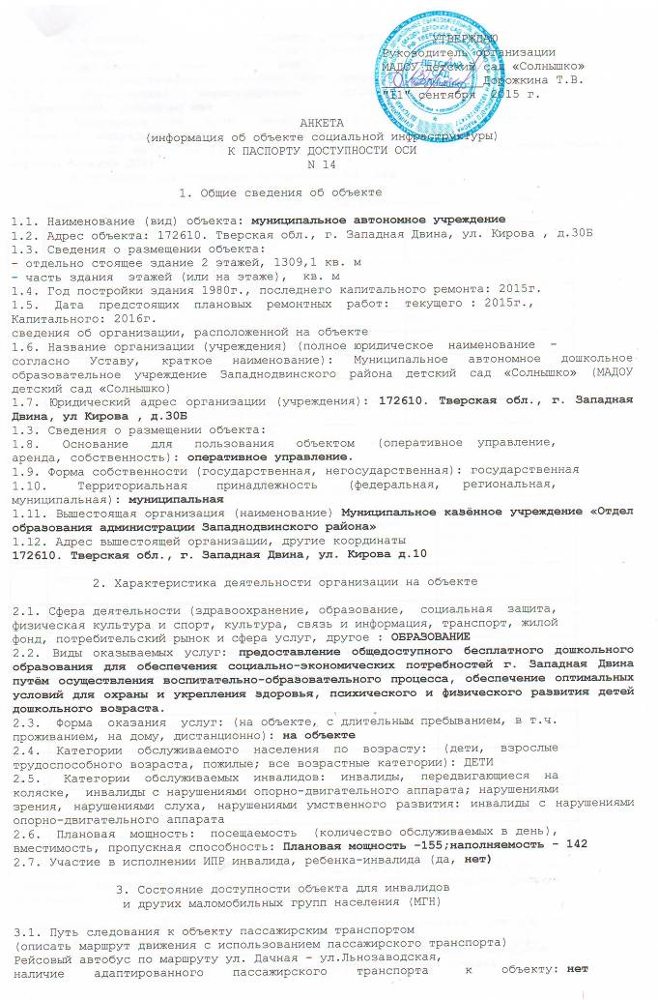 УТВЕРЖДАЮ
Руководитель организации
МАДОУ детский сад «Солнышко»
Дорожкина Т.В.
"11" сентября 2015 г.
АНКЕТА
(информация об объекте социальной инфраструктуры)
К ПАСПОРТУ ДОСТУПНОСТИ ОСИ
N 14
1. Общие сведения об объекте
1.1. Наименование (вид) объекта: муниципальное автономное учреждение
1.2. Адрес объекта: 172610. Тверская обл., г. Западная Двина, ул. Кирова , д.30Б
1.3. Сведения о размещении объекта:
- отдельно стоящее здание 2 этажей, 1309,1 кв. м
- часть здания этажей (или на этаже), кв. м
1.4. Год постройки здания 1980г., последнего капитального ремонта: 2015г.
1.5. Дата предстоящих плановых ремонтных работ: текущего : 2015г.,
Капитального: 2016г.
сведения об организации, расположенной на объекте
1.6. Название организации (учреждения) (полное юридическое наименование -
согласно Уставу, краткое наименование): Муниципальное автономное дошкольное
образовательное учреждение Западнодвинского района детский сад «Солнышко» (МАДОУ
детский сад «Солнышко)
1.7. Юридический адрес организации (учреждения): 172610. Тверская обл., г. Западная
Двина, ул Кирова , д.30Б
1.3. Сведения о размещении объекта:
1.8. Основание для пользования объектом (оперативное управление,
аренда, собственность): оперативное управление.
1.9. Форма собственности (государственная, негосударственная): государственная
1.10. Территориальная принадлежность (федеральная, региональная,
муниципальная): муниципальная
1.11. Вышестоящая организация (наименование) Муниципальное казённое учреждение «Отдел
образования администрации Западнодвинского района»
1.12. Адрес вышестоящей организации, другие координаты
172610. Тверская обл., г. Западная Двина, ул. Кирова д.10
2. Характеристика деятельности организации на объекте
2.1. Сфера деятельности (здравоохранение, образование, социальная защита,
физическая культура и спорт, культура, связь и информация, транспорт, жилой
фонд, потребительский рынок и сфера услуг, другое : ОБРАЗОВАНИЕ
2.2. Виды оказываемых услуг: предоставление общедоступного бесплатного дошкольного
образования для обеспечения социально-экономических потребностей г. Западная Двина
путём осуществления воспитательно-образовательного процесса, обеспечение оптимальных
условий для охраны и укрепления здоровья, психического и физического развития детей
дошкольного возраста.
2.3. Форма оказания услуг: (на объекте, с длительным пребыванием, в т.ч.
проживанием, на дому, дистанционно): на объекте
2.4. Категории обслуживаемого населения по возрасту: (дети, взрослые
трудоспособного возраста, пожилые; все возрастные категории): ДЕТИ
2.5. Категории обслуживаемых инвалидов: инвалиды, передвигающиеся на
коляске, инвалиды с нарушениями опорно-двигательного аппарата; нарушениями
зрения, нарушениями слуха, нарушениями умственного развития: инвалиды с нарушениями
опорно-двигательного аппарата
2.6. Плановая мощность: посещаемость (количество обслуживаемых в день),
вместимость, пропускная способность: Плановая мощность -155;наполняемость - 142
2.7. Участие в исполнении ИПР инвалида, ребенка-инвалида (да, нет)
3. Состояние доступности объекта для инвалидов
и других маломобильных групп населения (МГН)
3.1. Путь следования к объекту пассажирским транспортом
(описать маршрут движения с использованием пассажирского транспорта)
Рейсовый автобус по маршруту ул. Дачная - ул.Льнозаводская,
наличие адаптированного пассажирского транспорта к объекту: нет